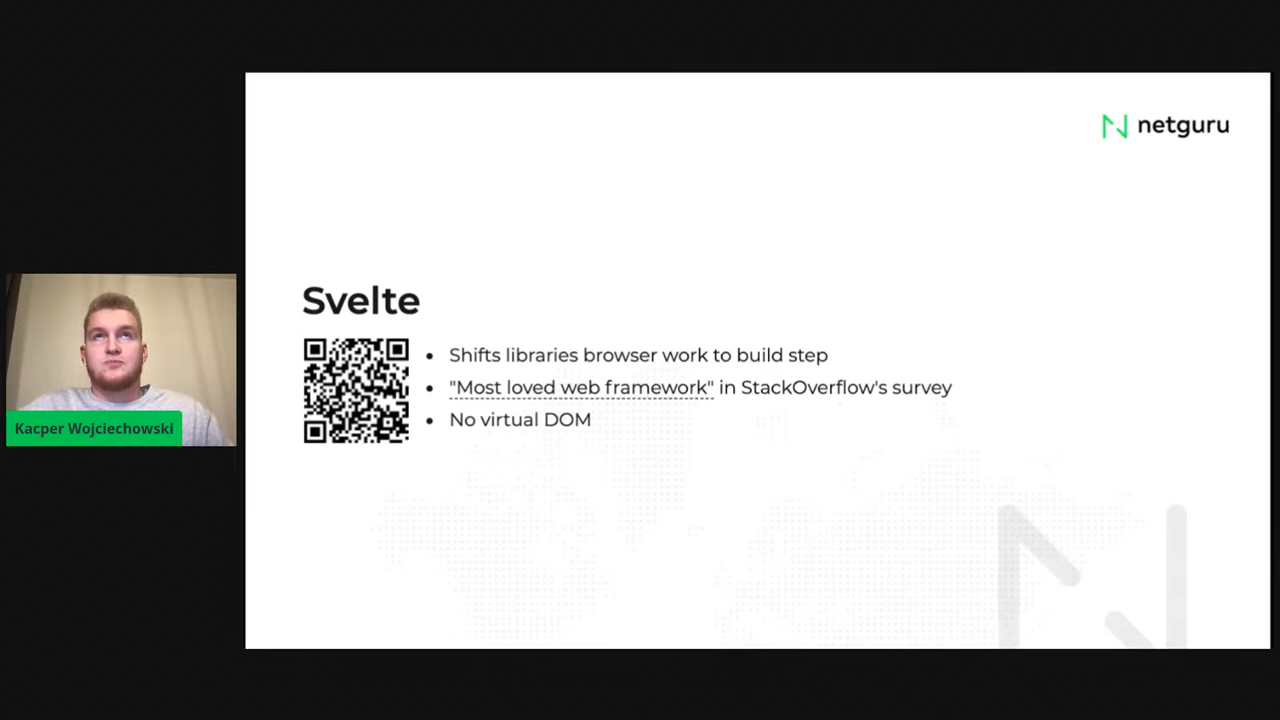 netguru
Svelte
• Shifts libraries browser work to build step
• "Most loved web framework" in StackOverflow's survey
• No virtual DOM
Kacper Wojciechowski